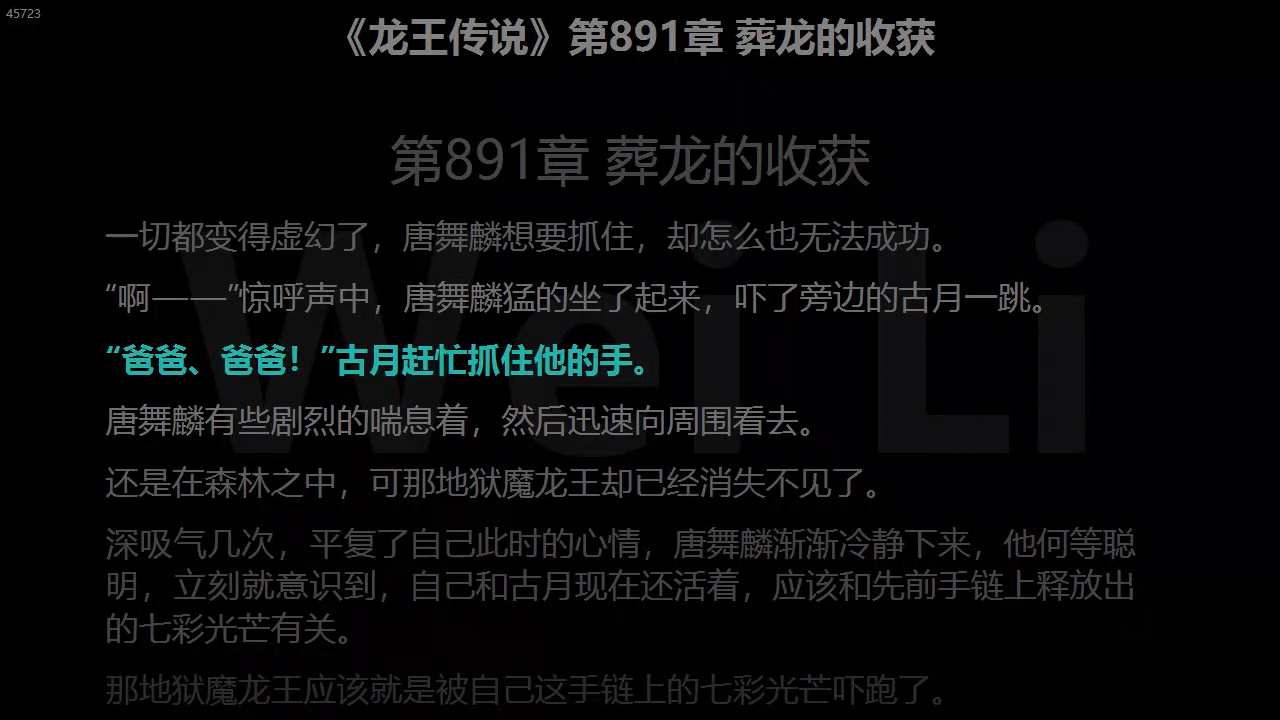 45723
《龙王传说》第891章 葬龙的收获
第891章 葬龙的收获
一切都变得虚幻了，唐舞麟想要抓住，却怎么也无法成功。
“啊———”惊呼声中，唐舞麟猛的坐了起来，吓了旁边的古月一跳。
“爸爸、爸爸！”古月赶忙抓住他的手。
唐舞麟有些剧烈的喘息着，然后迅速向周围看去。
还是在森林之中，可那地狱魔龙王却已经消失不见了。
深吸气几次，平复了自己此时的心情，唐舞麟渐渐冷静下来，他何等聪
明，立刻就意识到，自己和古月现在还活着，应该和先前手链上释放出
的七彩光芒有关。
那地狱魔龙王应该就是被自己这手链上的七彩光芒吓跑了。
Wei Li